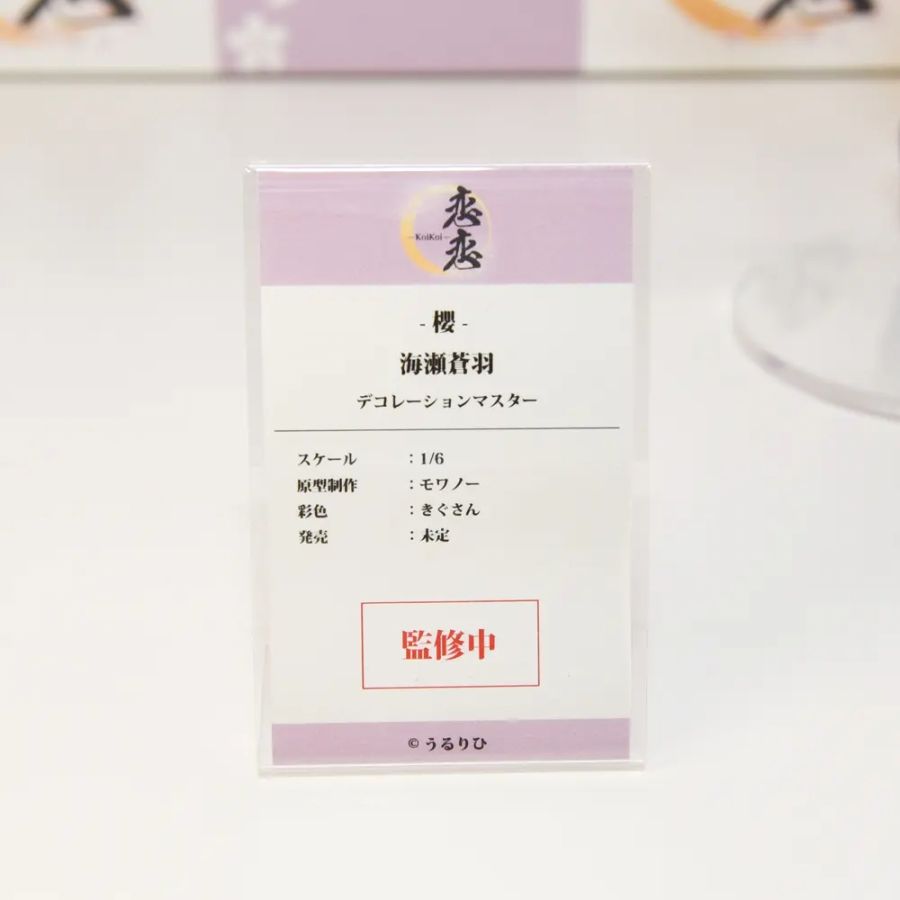 恋
恋
—KoiKoi—
- 櫻 -
海瀬蒼羽
デコレーションマスター
スケール :1/6
原型制作 :モワノー
彩色 :きぐさん
発売 :未定
監修中
© うるりひ